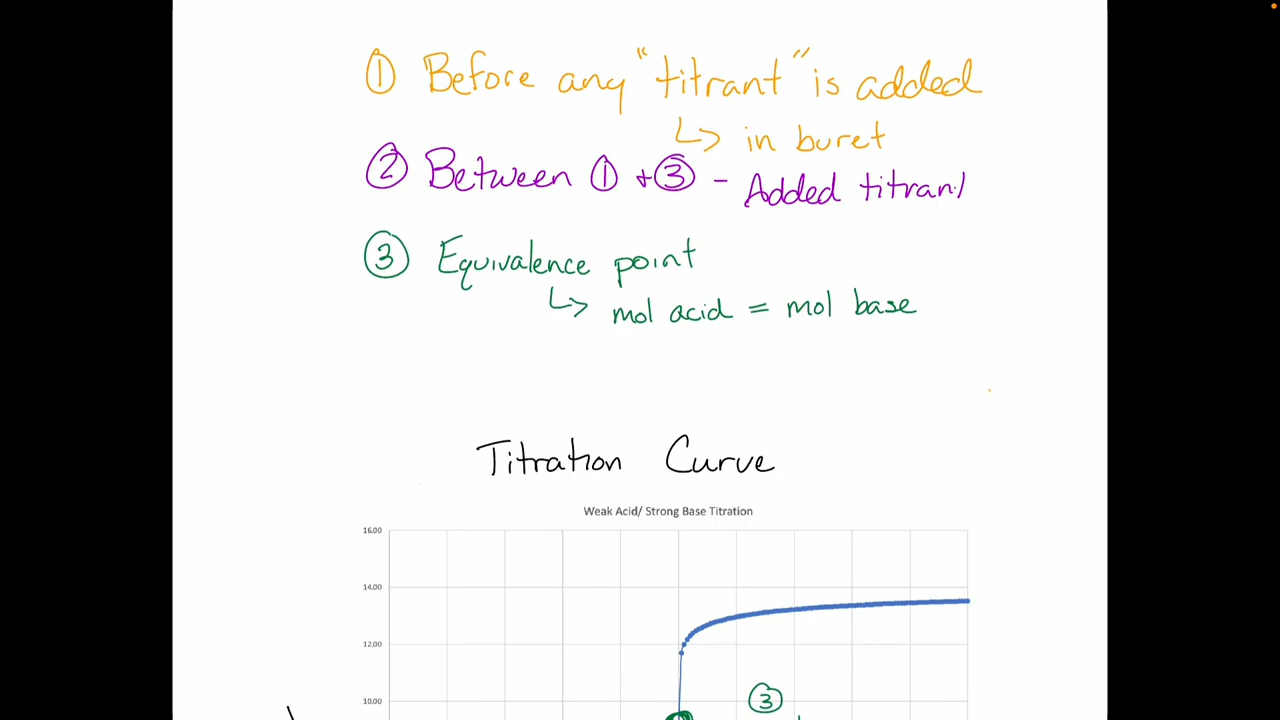 ① Before any "titrant" is added
↳ in buret
② Between ① + ③ - Added titrant
③ Equivalence point
↳ mol acid = mol base
Titration Curve
Weak Acid/ Strong Base Titration
16.00
14.00
12.00
10.00
③